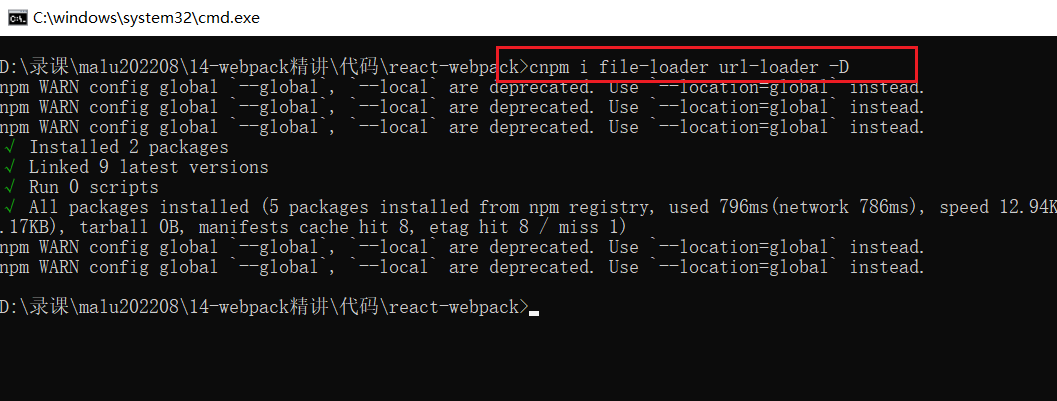 C:\windows\system32\cmd.exe
D:\录课\malu202208\14-webpack精讲\代码\react-webpack>cnpm i file-loader url-loader -D
npm WARN config global `--global`, `--local` are deprecated. Use `--location=global` instead.
npm WARN config global `--global`, `--local` are deprecated. Use `--location=global` instead.
npm WARN config global `--global`, `--local` are deprecated. Use `--location=global` instead.
√ Installed 2 packages
√ Linked 9 latest versions
√ Run 0 scripts
√ All packages installed (5 packages installed from npm registry, used 796ms(network 786ms), speed 12.94K
.17KB), tarball 0B, manifests cache hit 8, etag hit 8 / miss 1)
npm WARN config global `--global`, `--local` are deprecated. Use `--location=global` instead.
npm WARN config global `--global`, `--local` are deprecated. Use `--location=global` instead.
D:\录课\malu202208\14-webpack精讲\代码\react-webpack>